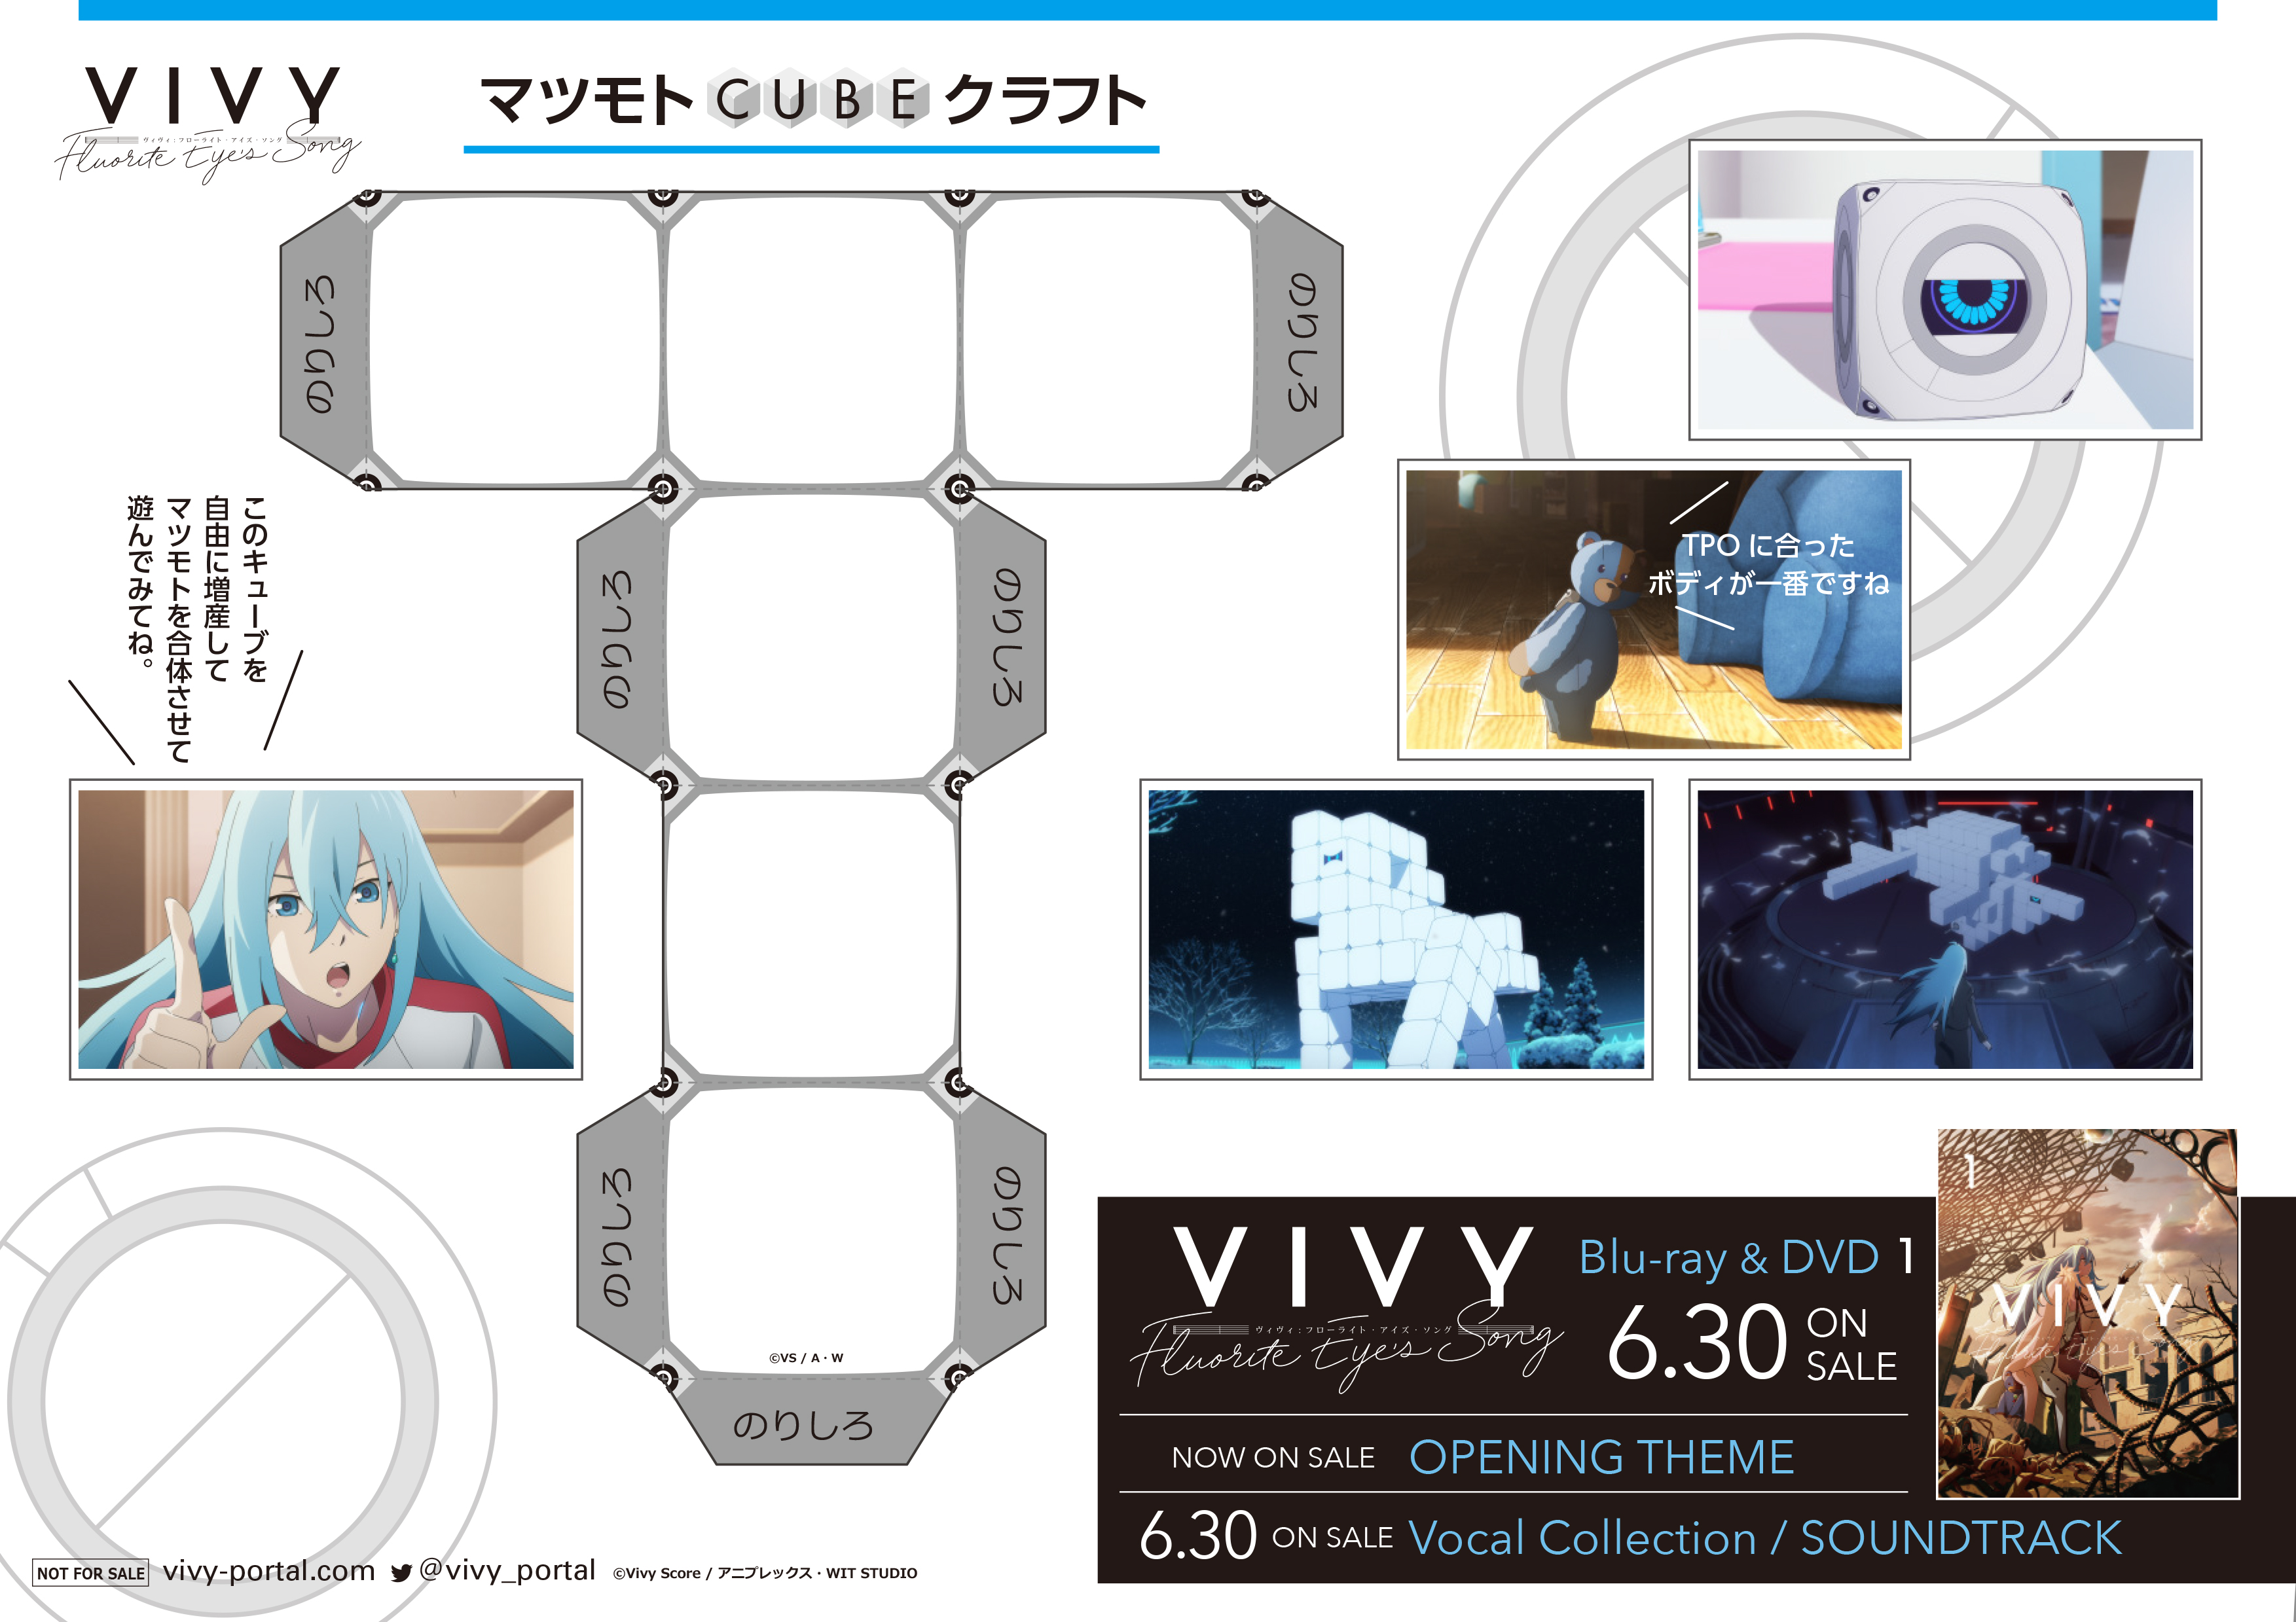 VIVY
ヴィヴィ：フローライト・アイズ・ソング
Fluorite Eye's Song
マツモトCUBEクラフト
のりしろ
のりしろ
このキューブを
自由に増産して
マツモトを合体させて
遊んでみてね。
TPOに合った
ボディが一番ですね
のりしろ
のりしろ
のりしろ
のりしろ
©VS / A・W
のりしろ
VIVY
ヴィヴィ：フローライト・アイズ・ソング
Fluorite Eye's Song
Blu-ray & DVD 1
6.30 ON SALE
NOW ON SALE OPENING THEME
6.30 ON SALE Vocal Collection / SOUNDTRACK
1
VIVY
Fluorite Eye's Song
NOT FOR SALE vivy-portal.com @vivy_portal ©Vivy Score / アニプレックス・WIT STUDIO